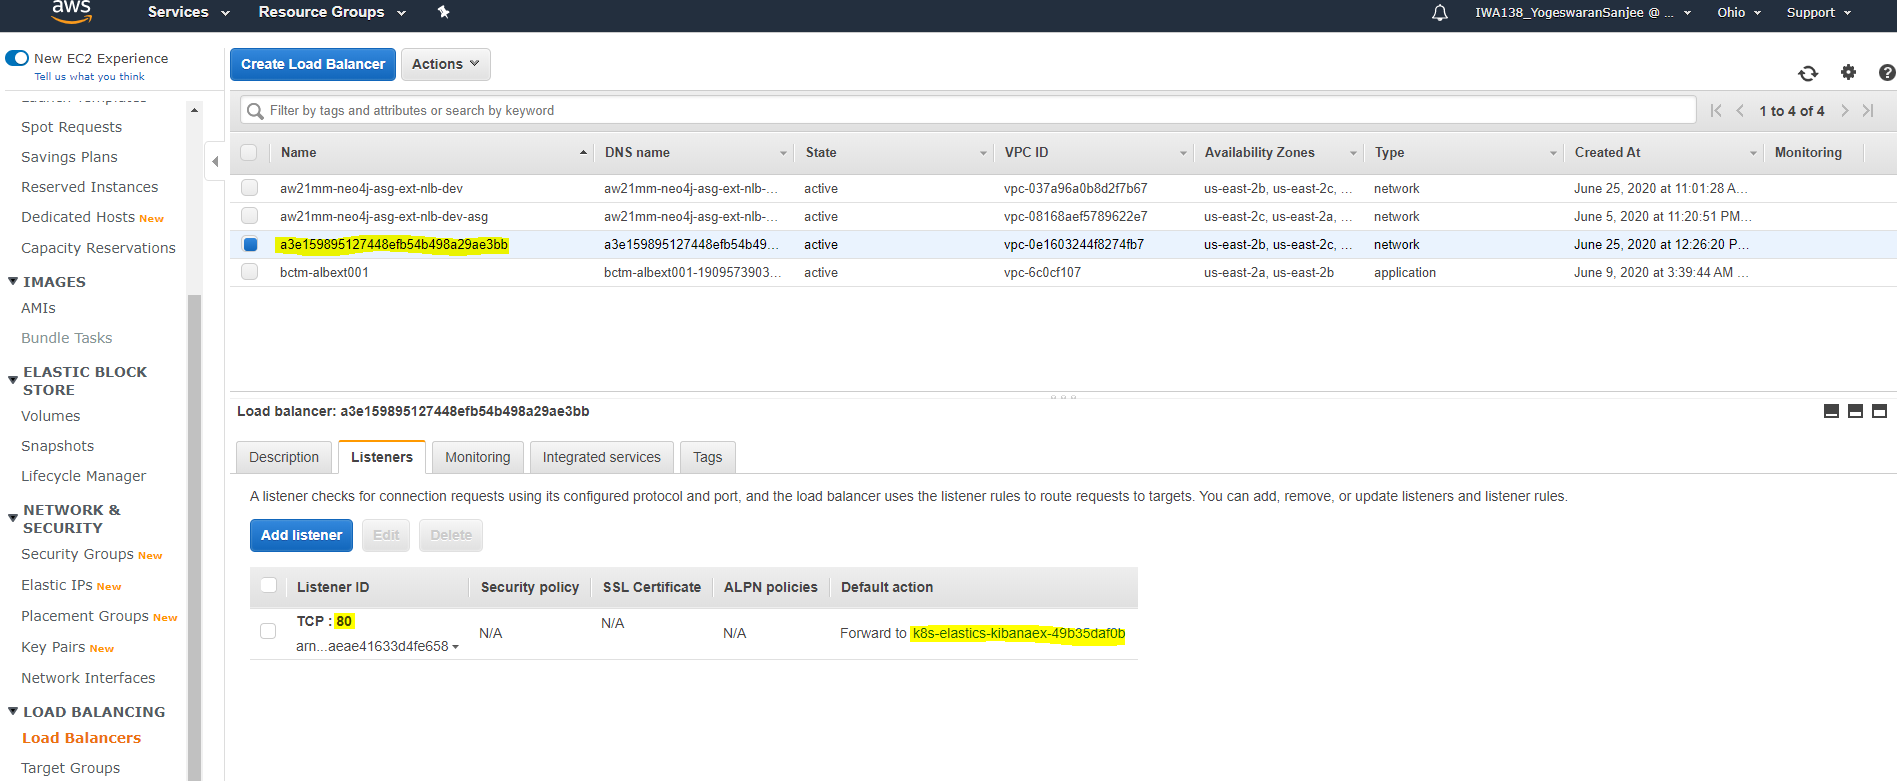 aws Services Resource Groups IWA138_YogeswaranSanjee @ ... Ohio Support
New EC2 Experience
Tell us what you think
Launch Templates
Spot Requests
Savings Plans
Reserved Instances
Dedicated Hosts New
Capacity Reservations
IMAGES
AMIs
Bundle Tasks
ELASTIC BLOCK
STORE
Volumes
Snapshots
Lifecycle Manager
NETWORK &
SECURITY
Security Groups New
Elastic IPs New
Placement Groups New
Key Pairs New
Network Interfaces
LOAD BALANCING
Load Balancers
Target Groups
Create Load Balancer Actions
Filter by tags and attributes or search by keyword 1 to 4 of 4
Name DNS name State VPC ID Availability Zones Type Created At Monitoring
aw21mm-neo4j-asg-ext-nlb-dev aw21mm-neo4j-asg-ext-nlb-... active vpc-037a96a0b8d2f7b67 us-east-2b, us-east-2c, ... network June 25, 2020 at 11:01:28 A...
aw21mm-neo4j-asg-ext-nlb-dev-asg aw21mm-neo4j-asg-ext-nlb-... active vpc-08168aef5789622e7 us-east-2c, us-east-2a, ... network June 5, 2020 at 11:20:51 PM...
a3e159895127448efb54b498a29ae3bb a3e159895127448efb54b49... active vpc-0e1603244f8274fb7 us-east-2b, us-east-2c, ... network June 25, 2020 at 12:26:20 P...
bctm-albext001 bctm-albext001-1909573903... active vpc-6c0cf107 us-east-2a, us-east-2b application June 9, 2020 at 3:39:44 AM ...
Load balancer: a3e159895127448efb54b498a29ae3bb
Description Listeners Monitoring Integrated services Tags
A listener checks for connection requests using its configured protocol and port, and the load balancer uses the listener rules to route requests to targets. You can add, remove, or update listeners and listener rules.
Add listener Edit Delete
Listener ID Security policy SSL Certificate ALPN policies Default action
TCP : 80
arn...aeae41633d4fe658 N/A N/A N/A Forward to k8s-elastics-kibanaex-49b35daf0b